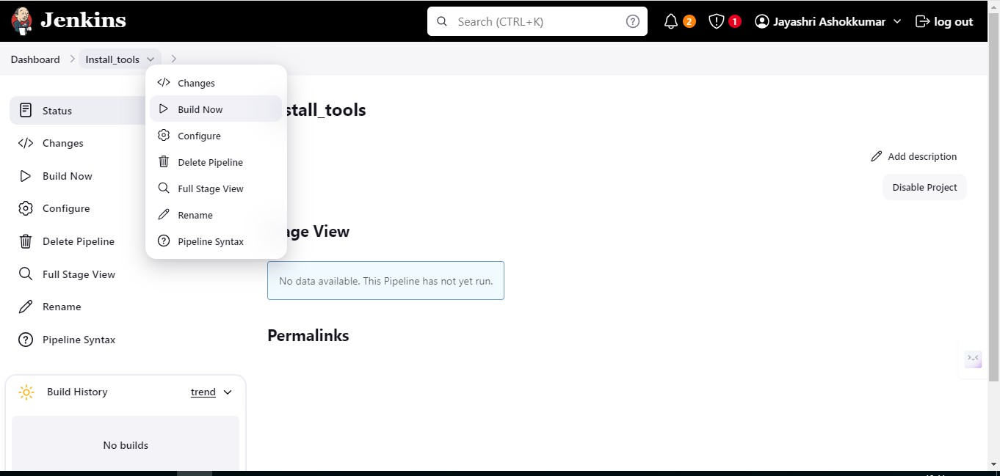 Jenkins
Search (CTRL+K)
2
1
Jayashri Ashokkumar
log out
Dashboard
Install_tools
Changes
Build Now
Configure
Delete Pipeline
Full Stage View
Rename
Pipeline Syntax
Status
Changes
Build Now
Configure
Delete Pipeline
Full Stage View
Rename
Pipeline Syntax
Build History
trend
No builds
stall_tools
Add description
Disable Project
age View
No data available. This Pipeline has not yet run.
Permalinks